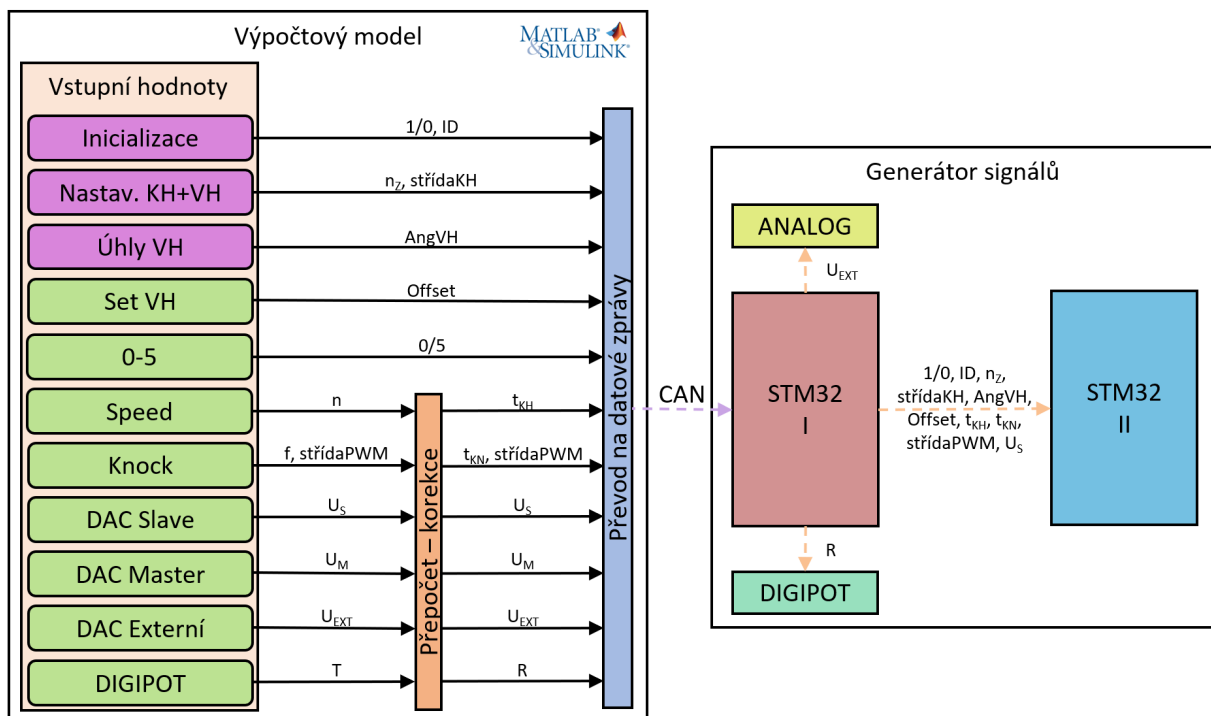 Výpočtový model
MATLAB®
&SIMULINK®
Vstupní hodnoty
Inicializace
1/0, ID
Nastav. KH+VH
nZ, střídaKH
Úhly VH
AngVH
Set VH
Offset
0-5
0/5
Speed
n
tKH
Knock
f, střídaPWM
tKN, střídaPWM
DAC Slave
US
US
DAC Master
UM
UM
DAC Externí
UEXT
UEXT
DIGIPOT
T
R
Přepočet – korekce
Převod na datové zprávy
CAN
Generátor signálů
ANALOG
UEXT
STM32
I
1/0, ID, nZ,
střídaKH, AngVH,
Offset, tKH, tKN,
střídaPWM, US
STM32
II
R
DIGIPOT